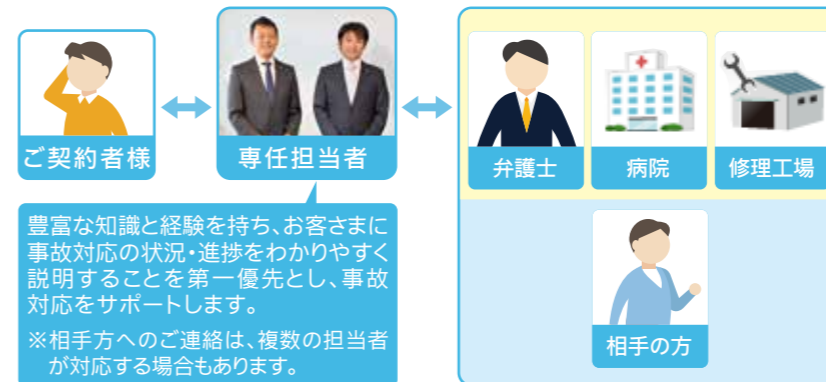 ご契約者様
専任担当者
弁護士
病院
修理工場
豊富な知識と経験を持ち、お客さまに
事故対応の状況・進捗をわかりやすく
説明することを第一優先とし、事故
対応をサポートします。
※相手方へのご連絡は、複数の担当者
が対応する場合もあります。
相手の方